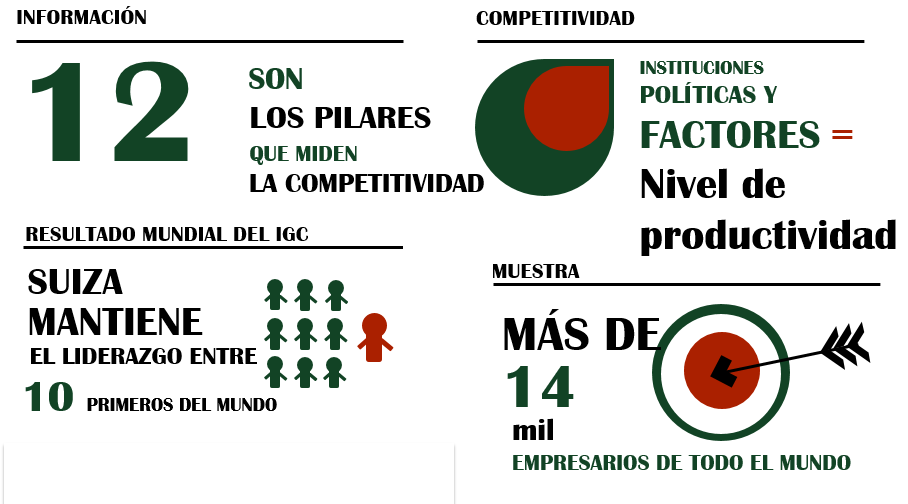 INFORMACIÓN
12
SON
LOS PILARES
QUE MIDEN
LA COMPETITIVIDAD
COMPETITIVIDAD
INSTITUCIONES
POLÍTICAS Y
FACTORES =
Nivel de
productividad
RESULTADO MUNDIAL DEL IGC
SUIZA
MANTIENE
EL LIDERAZGO ENTRE
10 PRIMEROS DEL MUNDO
MUESTRA
MÁS DE
14
mil
EMPRESARIOS DE TODO EL MUNDO